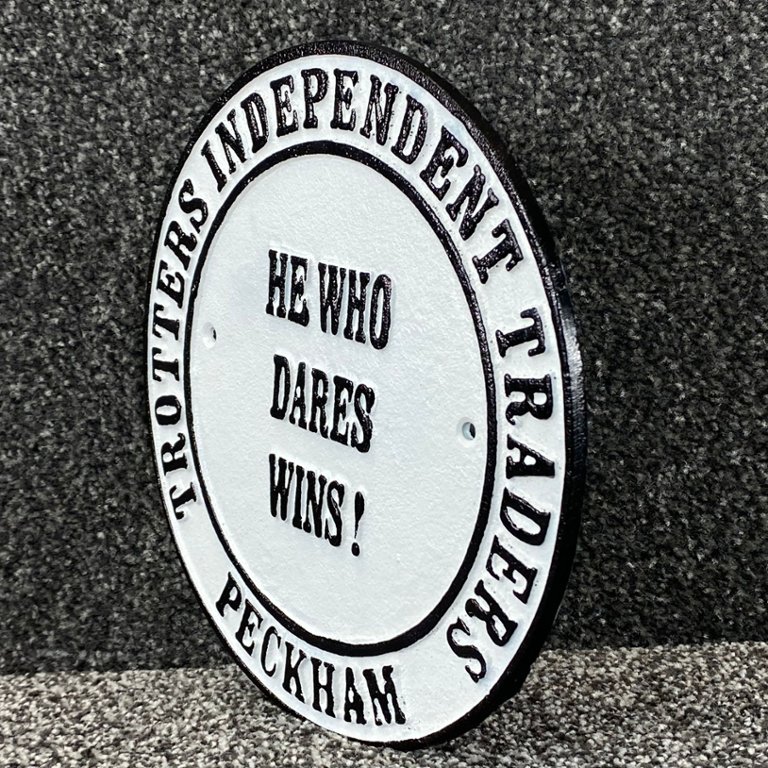 TROTTERS INDEPENDENT TRADERS
HE WHO
DARES
WINS!
PECKHAM